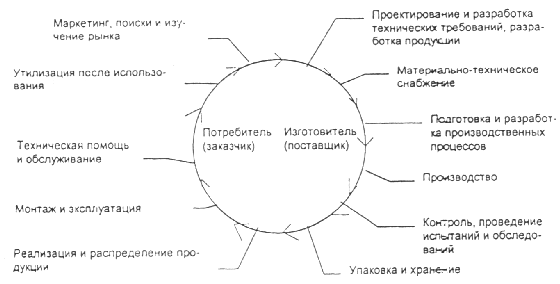 Маркетинг, поиски и изу-
чение рынка
Проектирование и разработка
технических требований, разра-
ботка продукции
Утилизация после использо-
вания
Материально-техническое
снабжение
Потребитель
(заказчик)
Изготовитель
(поставщик)
Подготовка и разработ-
ка производственных
процессов
Техническая помощь
и обслуживание
Производство
Монтаж и эксплуатация
Контроль, проведение
испытаний и обследо-
ваний
Реализация и распределение про-
дукции
Упаковка и хранение